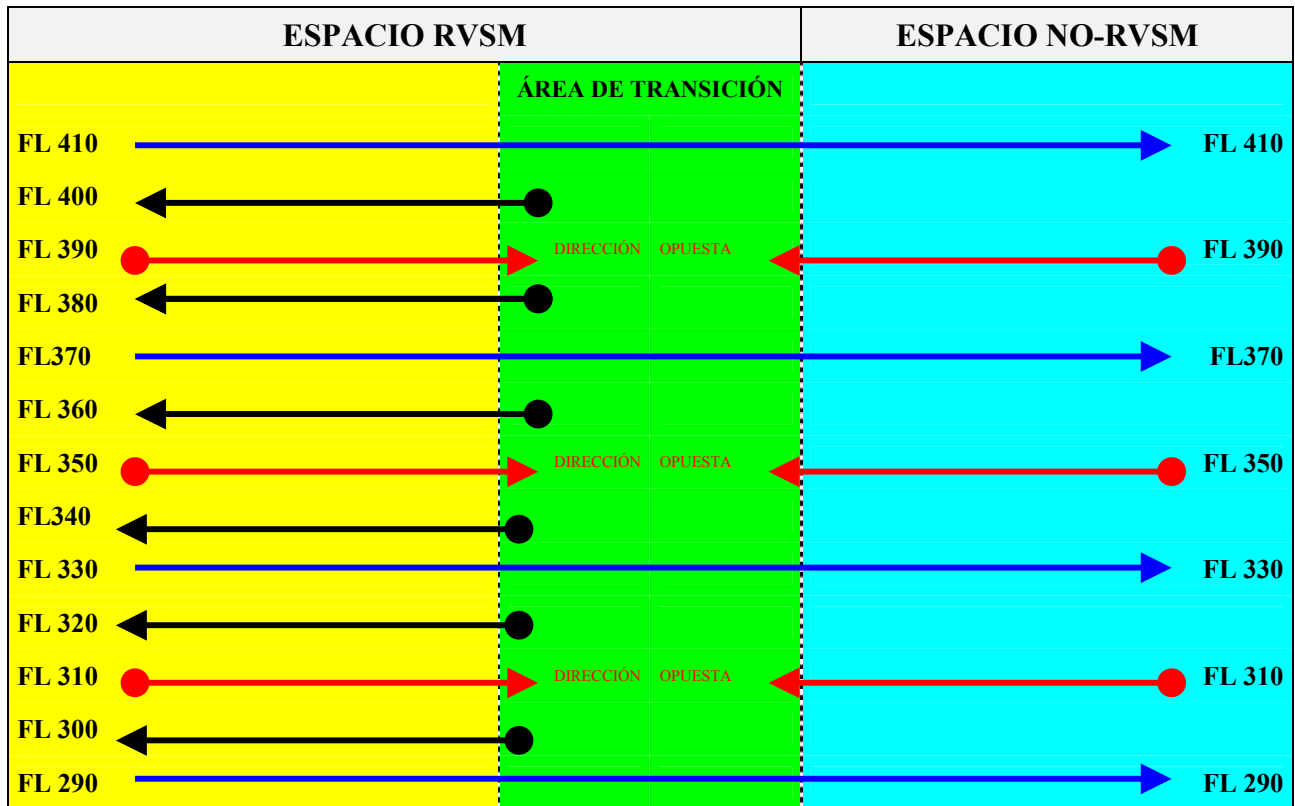 ESPACIO RVSM ESPACIO NO-RVSM
ÁREA DE TRANSICIÓN
FL 410 FL 410
FL 400
FL 390 DIRECCIÓN OPUESTA FL 390
FL 380
FL370 FL370
FL 360
FL 350 DIRECCIÓN OPUESTA FL 350
FL340
FL 330 FL 330
FL 320
FL 310 DIRECCIÓN OPUESTA FL 310
FL 300
FL 290 FL 290